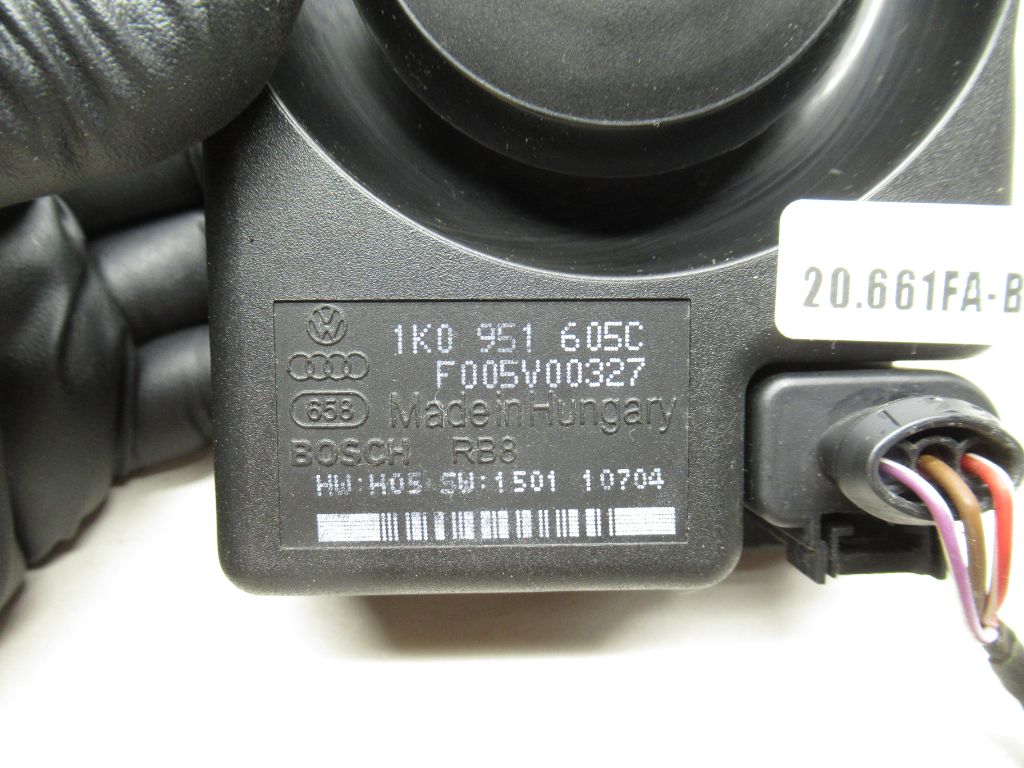 20.661FA-B
1K0 951 605C
F005V00327
658 Made in Hungary
BOSCH RB8
HW:H05 SW:1501 10704